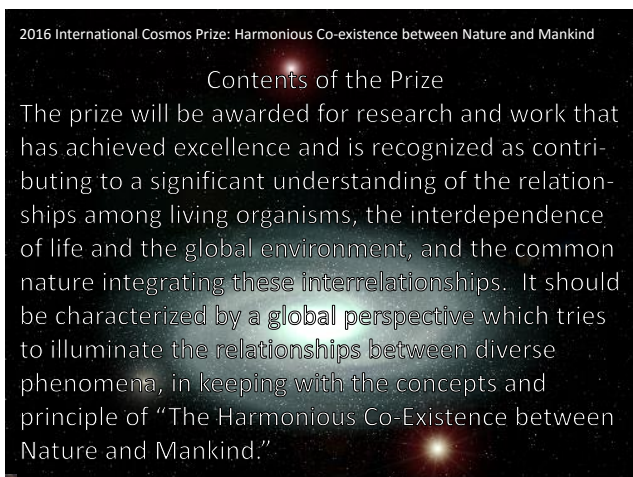 2016 International Cosmos Prize: Harmonious Co-existence between Nature and Mankind
Contents of the Prize
The prize will be awarded for research and work that
has achieved excellence and is recognized as contri-
buting to a significant understanding of the relation-
ships among living organisms, the interdependence
of life and the global environment, and the common
nature integrating these interrelationships.  It should
be characterized by a global perspective which tries
to illuminate the relationships between diverse
phenomena, in keeping with the concepts and
principle of “The Harmonious Co-Existence between
Nature and Mankind.”